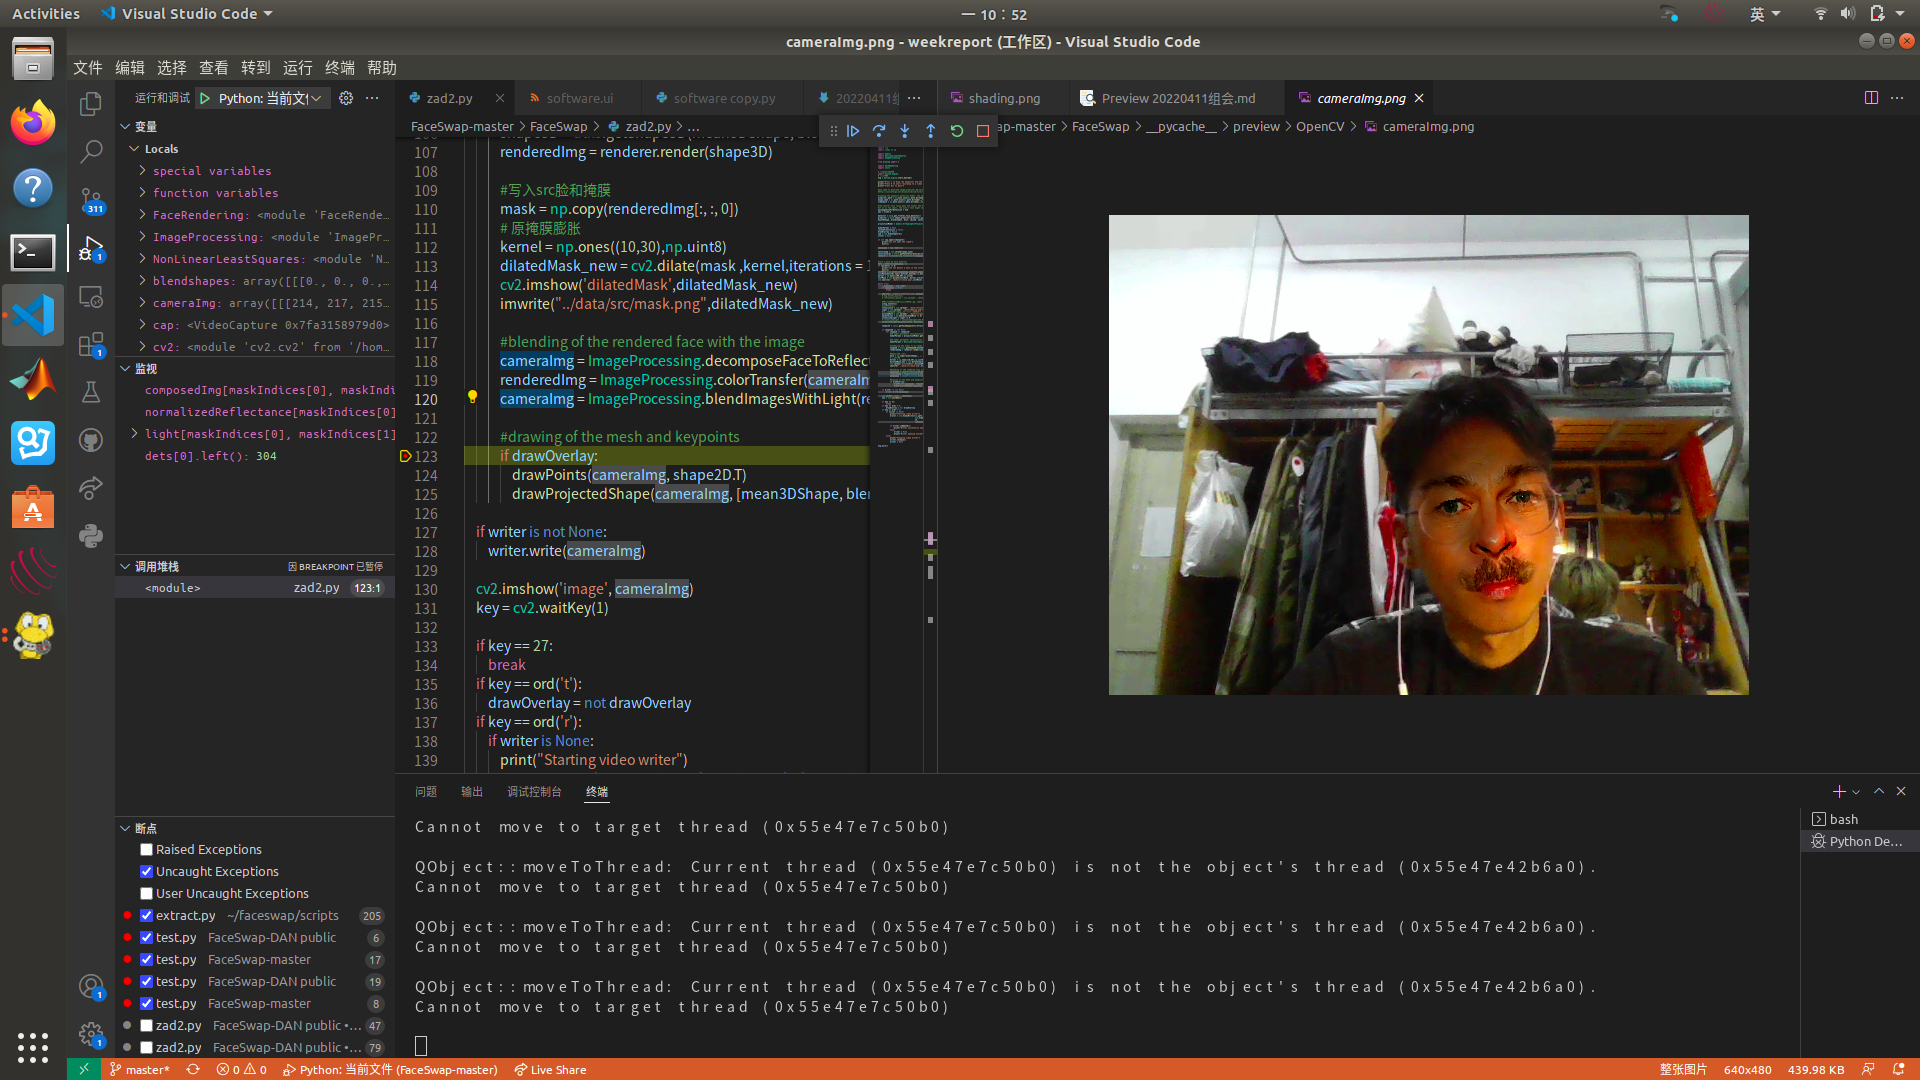 Activities
Visual Studio Code
一 10：52
英
cameraImg.png - weekreport (工作区) - Visual Studio Code
文件 编辑 选择 查看 转到 运行 终端 帮助
运行和调试
Python: 当前文
变量
Locals
special variables
function variables
FaceRendering: <module 'FaceRende…
ImageProcessing: <module 'ImagePr…
NonLinearLeastSquares: <module 'N…
blendshapes: array([[[0., 0., 0.,…
cameraImg: array([[[214, 217, 215…
cap: <VideoCapture 0x7fa3158979d0>
cv2: <module 'cv2.cv2' from '/hom…
监视
composedImg[maskIndices[0], maskIndi
normalizedReflectance[maskIndices[0]
light[maskIndices[0], maskIndices[1]
dets[0].left(): 304
调用堆栈
因 BREAKPOINT 已暂停
<module>
zad2.py
123:1
断点
Raised Exceptions
Uncaught Exceptions
User Uncaught Exceptions
extract.py ~/faceswap/scripts 205
test.py FaceSwap-DAN public 6
test.py FaceSwap-master 17
test.py FaceSwap-DAN public 19
test.py FaceSwap-master 8
zad2.py FaceSwap-DAN public •… 47
zad2.py FaceSwap-DAN public •… 79
311
1
1
1
1
zad2.py
software.ui
software copy.py
20220411组
FaceSwap-master > FaceSwap > zad2.py > …
107 renderedImg = renderer.render(shape3D)
108
109 #写入src脸和掩膜
110 mask = np.copy(renderedImg[:, :, 0])
111 # 原掩膜膨胀
112 kernel = np.ones((10,30),np.uint8)
113 dilatedMask_new = cv2.dilate(mask ,kernel,iterations = 1
114 cv2.imshow('dilatedMask',dilatedMask_new)
115 imwrite("../data/src/mask.png",dilatedMask_new)
116
117 #blending of the rendered face with the image
118 cameraImg = ImageProcessing.decomposeFaceToReflect
119 renderedImg = ImageProcessing.colorTransfer(cameraIm
120 cameraImg = ImageProcessing.blendImagesWithLight(re
121
122 #drawing of the mesh and keypoints
123 if drawOverlay:
124 drawPoints(cameraImg, shape2D.T)
125 drawProjectedShape(cameraImg, [mean3DShape, blen
126
127 if writer is not None:
128 writer.write(cameraImg)
129
130 cv2.imshow('image', cameraImg)
131 key = cv2.waitKey(1)
132
133 if key == 27:
134 break
135 if key == ord('t'):
136 drawOverlay = not drawOverlay
137 if key == ord('r'):
138 if writer is None:
139 print("Starting video writer")
shading.png
Preview 20220411组会.md
cameraImg.png
ap-master > FaceSwap > __pycache__ > preview > OpenCV > cameraImg.png
问题 输出 调试控制台 终端
Cannot move to target thread (0x55e47e7c50b0)
QObject::moveToThread: Current thread (0x55e47e7c50b0) is not the object's thread (0x55e47e42b6a0).
Cannot move to target thread (0x55e47e7c50b0)
QObject::moveToThread: Current thread (0x55e47e7c50b0) is not the object's thread (0x55e47e42b6a0).
Cannot move to target thread (0x55e47e7c50b0)
QObject::moveToThread: Current thread (0x55e47e7c50b0) is not the object's thread (0x55e47e42b6a0).
Cannot move to target thread (0x55e47e7c50b0)
bash
Python De…
master*
0 0
Python: 当前文件 (FaceSwap-master)
Live Share
整张图片
640x480
439.98 KB